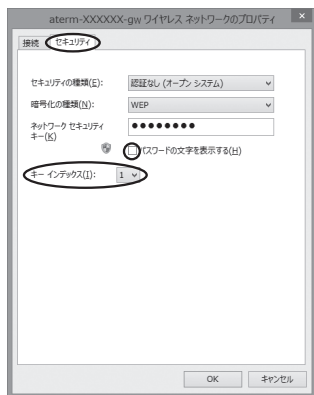 aterm-XXXXXX-gw ワイヤレス ネットワークのプロパティ
接続 セキュリティ
セキュリティの種類(E): 認証なし (オープン システム)
暗号化の種類(N): WEP
ネットワーク セキュリティ
キー(K) ●●●●●●●●
パスワードの文字を表示する(H)
キー インデックス(I): 1
OK キャンセル